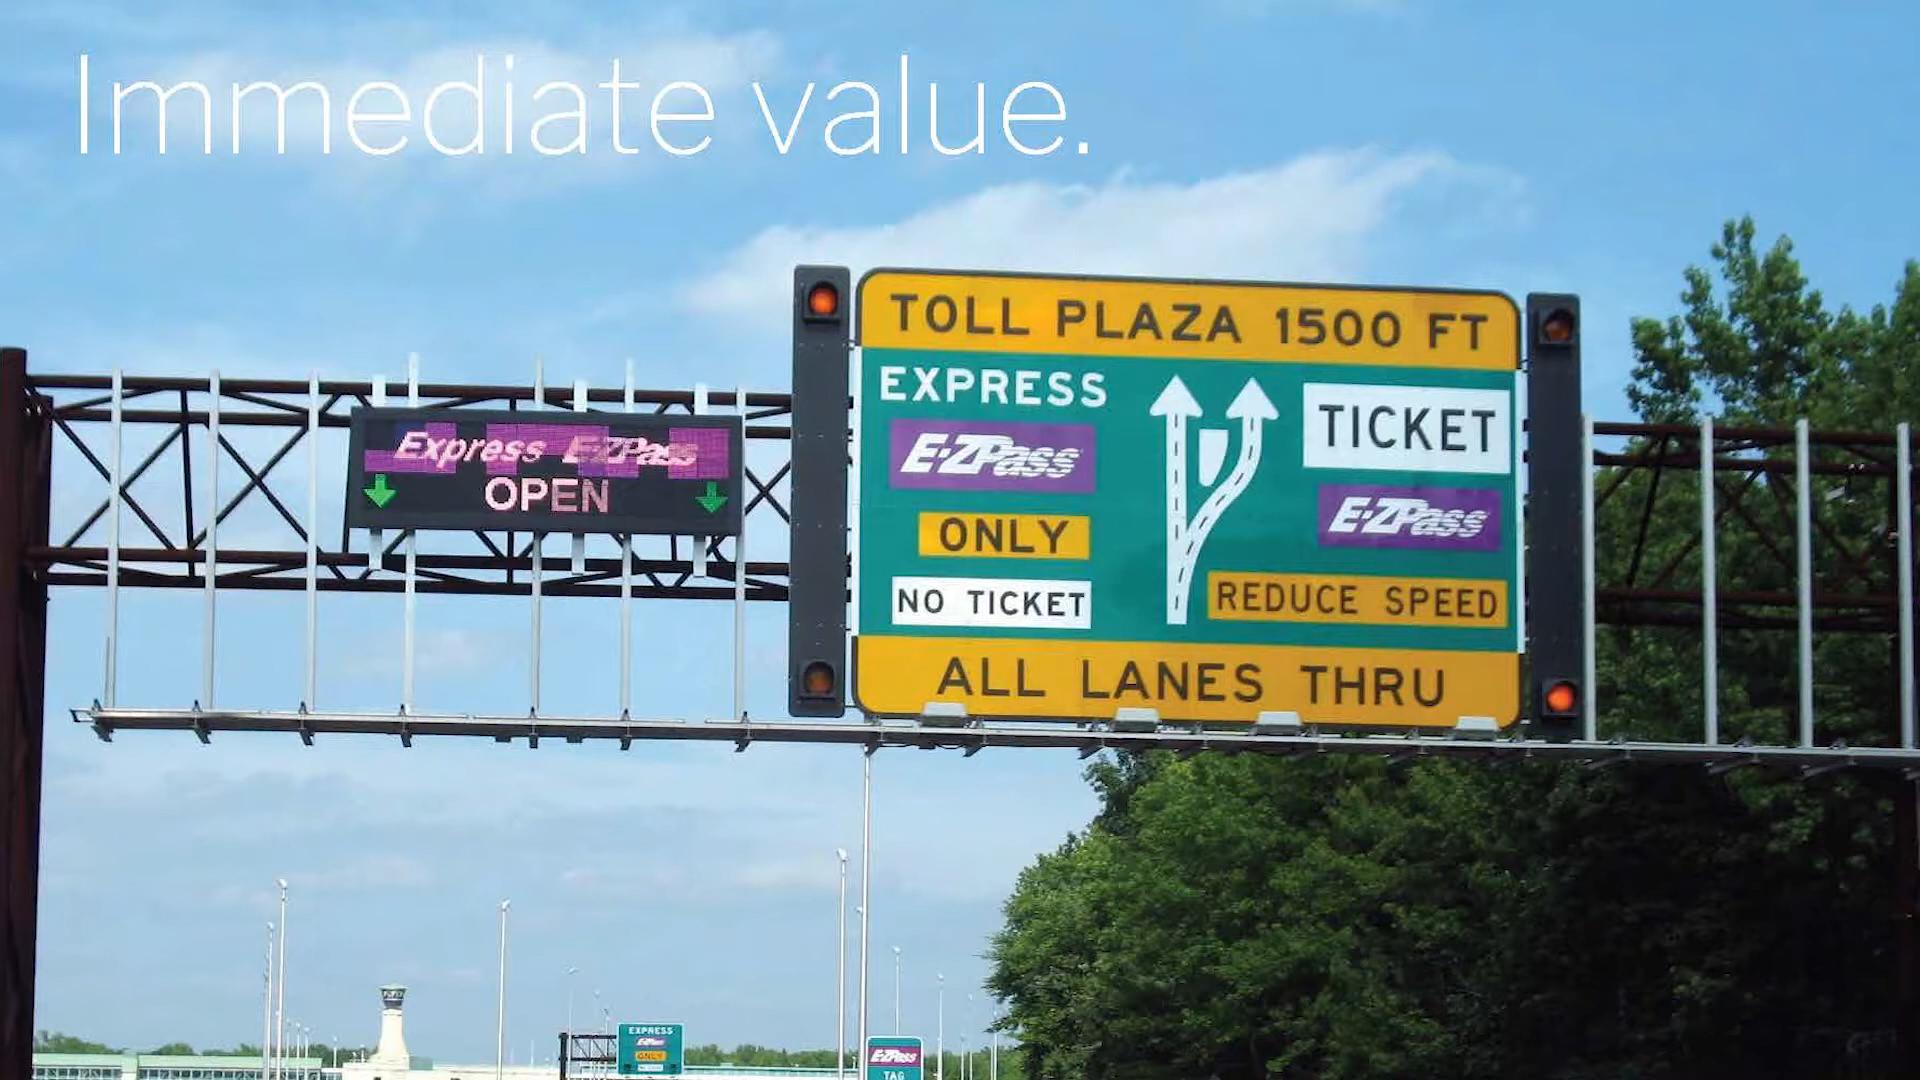 Immediate value.
Express E-ZPass
OPEN
TOLL PLAZA 1500 FT
EXPRESS
E-ZPass
ONLY
NO TICKET
TICKET
E-ZPass
REDUCE SPEED
ALL LANES THRU
EXPRESS
E-ZPass
ONLY
E-ZPass
TAG